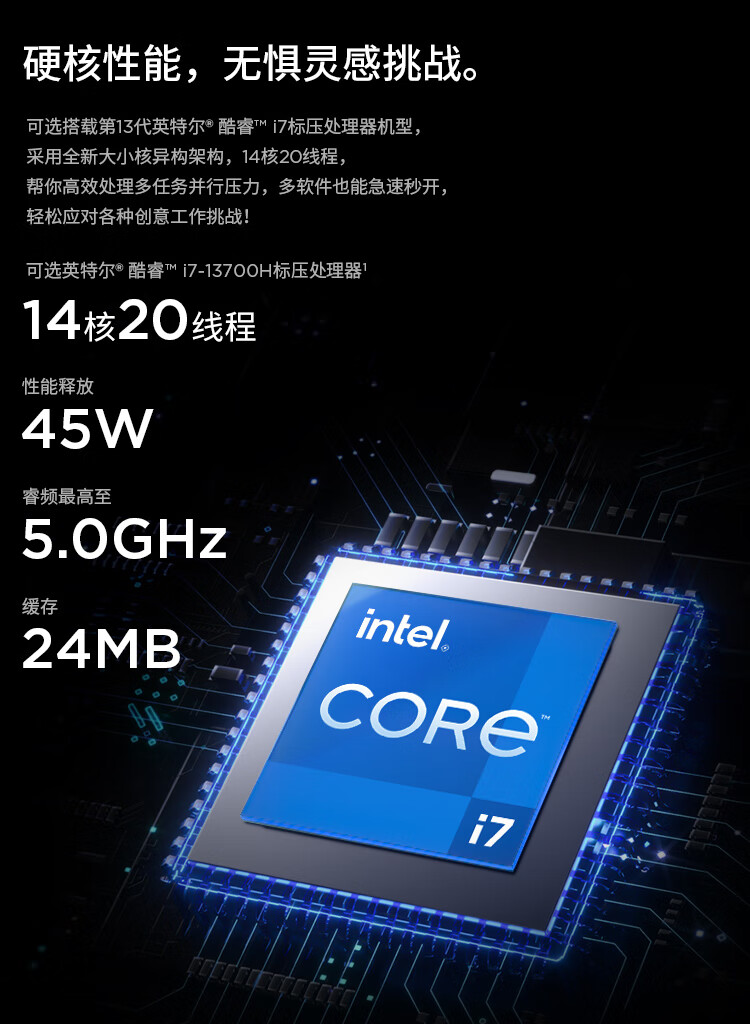 硬核性能，无惧灵感挑战。
可选搭载第13代英特尔® 酷睿™ i7标压处理器机型，
采用全新大小核异构架构，14核20线程，
帮你高效处理多任务并行压力，多软件也能急速秒开，
轻松应对各种创意工作挑战！
可选英特尔® 酷睿™ i7-13700H标压处理器¹
14核20线程
性能释放
45W
睿频最高至
5.0GHz
缓存
24MB
intel®
CORe™
i7